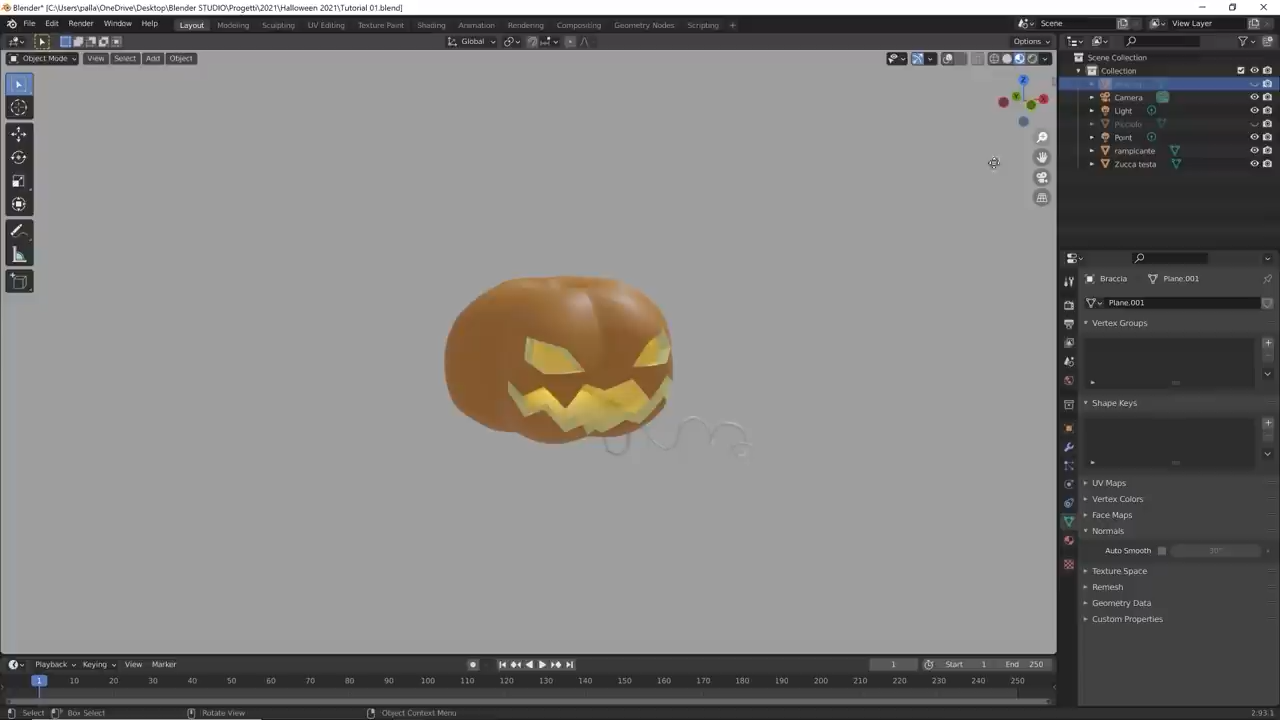 Blender* [C:\Users\palla\OneDrive\Desktop\Blender STUDIO\Progetti\2021\Halloween 2021\Tutorial 01.blend]
File Edit Render Window Help Layout Modeling Sculpting UV Editing Texture Paint Shading Animation Rendering Compositing Geometry Nodes Scripting + Scene View Layer
Global Options
Object Mode View Select Add Object
Scene Collection
Collection
Camera
Light
Picciolo
Point
rampicante
Zucca testa
Z
Y
X
Braccia Plane.001
Plane.001
Vertex Groups
Shape Keys
UV Maps
Vertex Colors
Face Maps
Normals
Auto Smooth 30°
Texture Space
Remesh
Geometry Data
Custom Properties
Playback Keying View Marker 1 Start 1 End 250
1 10 20 30 40 50 60 70 80 90 100 110 120 130 140 150 160 170 180 190 200 210 220 230 240 250
Select Box Select Rotate View Object Context Menu 2.93.1